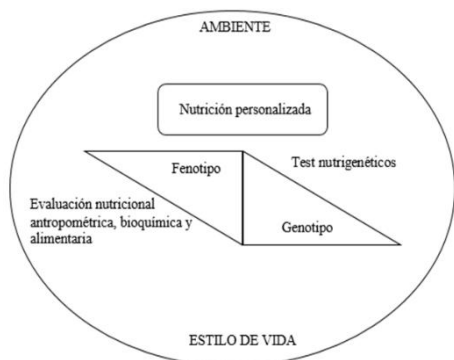 AMBIENTE
Nutrición personalizada
Fenotipo
Test nutrigenéticos
Evaluación nutricional
antropométrica, bioquímica y
alimentaria
Genotipo
ESTILO DE VIDA